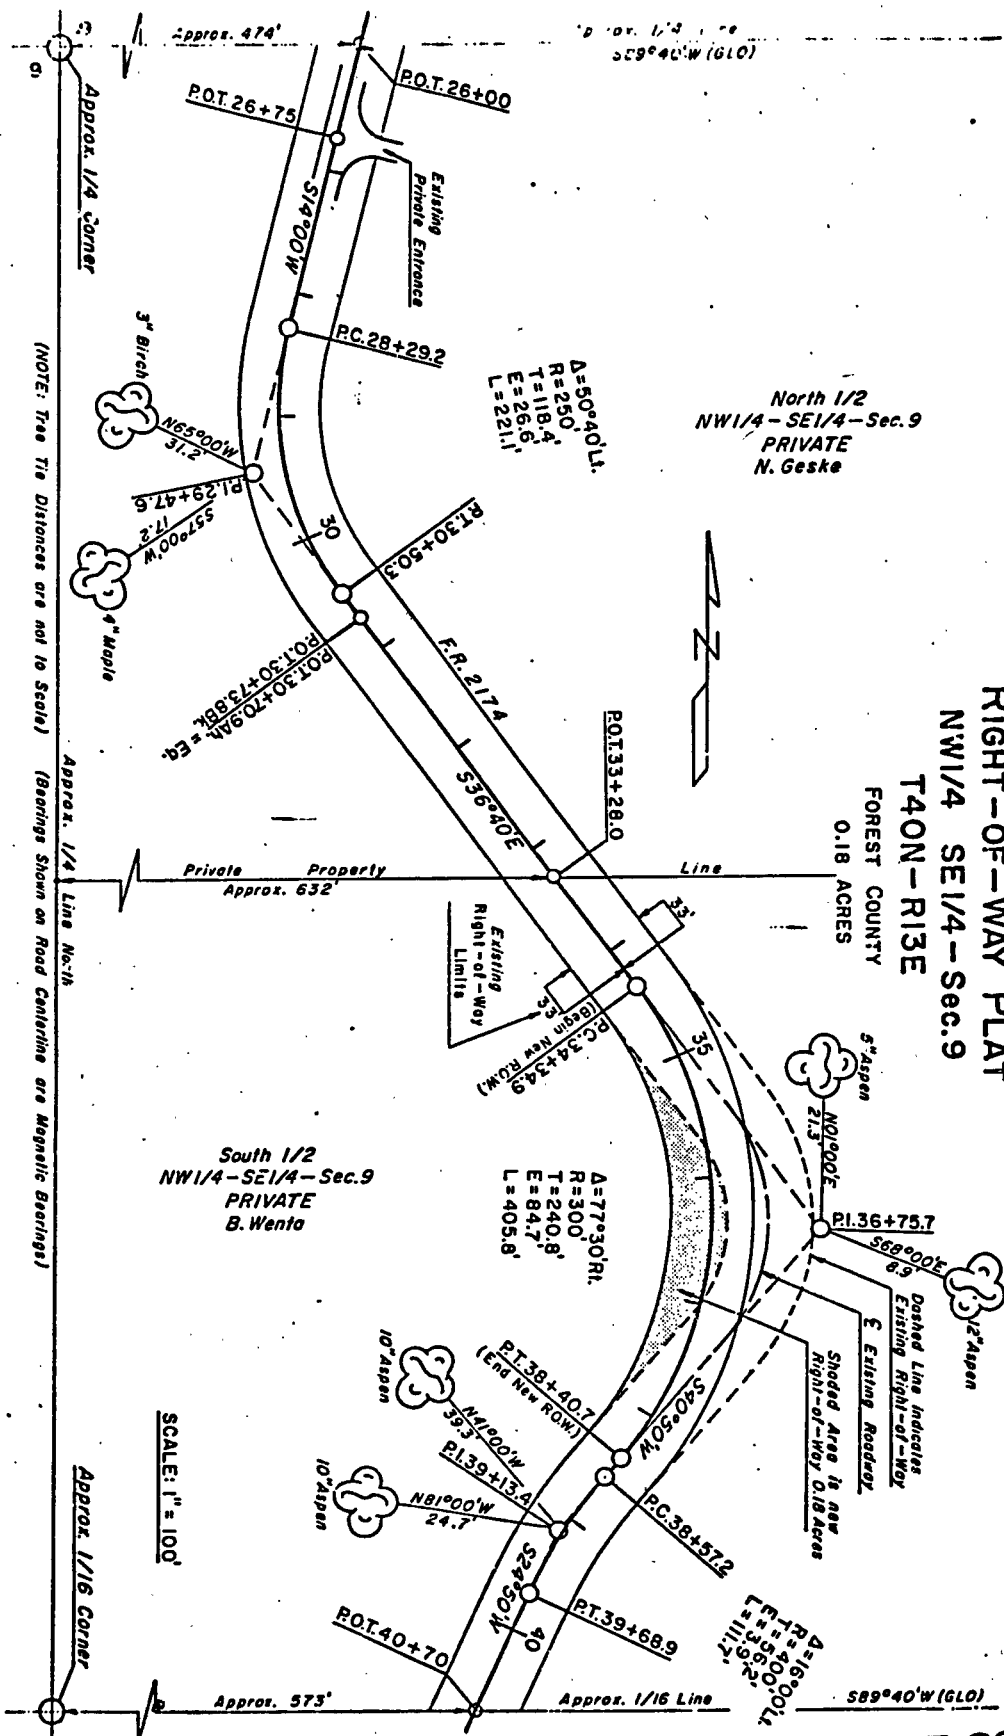 RIGHT-OF-WAY PLAT
NW1/4 SE1/4-Sec.9
T40N-R13E
FOREST COUNTY
0.18 ACRES
Approx. 474'
S89°40'W (GLO)
Approx. 1/4 Corner
P.O.T. 26+00
P.O.T. 26+75
Existing
Private Entrance
S14°00'W
P.C. 28+29.2
3" Birch
N65°00'W
31.2'
P.I. 29+47.6
S57°00'W
17.2'
4" Maple
Δ=50°40'Lt.
R=250'
T=118.4'
E=26.6'
L=221.1'
North 1/2
NW1/4-SE1/4-Sec.9
PRIVATE
N. Geske
N
30
P.T. 30+50.3
P.O.T. 30+70.9Ah. = Eq.
P.O.T. 30+73.8Bk.
F.R. 2174
S36°40'E
P.O.T. 33+28.0
Private Property Line
Approx. 632'
33'
33'
Existing
Right-of-Way
Limits
P.C. 34+34.9
(Begin New R.O.W.)
35
5" Aspen
N01°00'E
21.3'
P.I. 36+75.7
S68°00'E
8.9'
12" Aspen
Dashed Line Indicates
Existing Right-of-Way
℄ Existing Roadway
Shaded Area is new
Right-of-Way 0.18 Acres
Δ=77°30'Rt.
R=300'
T=240.8'
E=84.7'
L=405.8'
South 1/2
NW1/4-SE1/4-Sec.9
PRIVATE
B. Wenta
P.T. 38+40.7
(End New R.O.W.)
S40°50'W
P.C. 38+57.2
10" Aspen
N41°00'W
39.3'
P.I. 39+13.4
N81°00'W
24.7'
10" Aspen
S24°50'W
P.T. 39+68.9
40
P.O.T. 40+70
Δ=16°00'Lt.
R=400'
T=56.2'
E=3.9'
L=111.7'
Approx. 573'
Approx. 1/16 Line
S89°40'W (GLO)
SCALE: 1" = 100'
Approx. 1/16 Corner
Approx. 1/4 Line North
(NOTE: Tree Tie Distances are not to Scale) (Bearings Shown on Road Centerline are Magnetic Bearings)